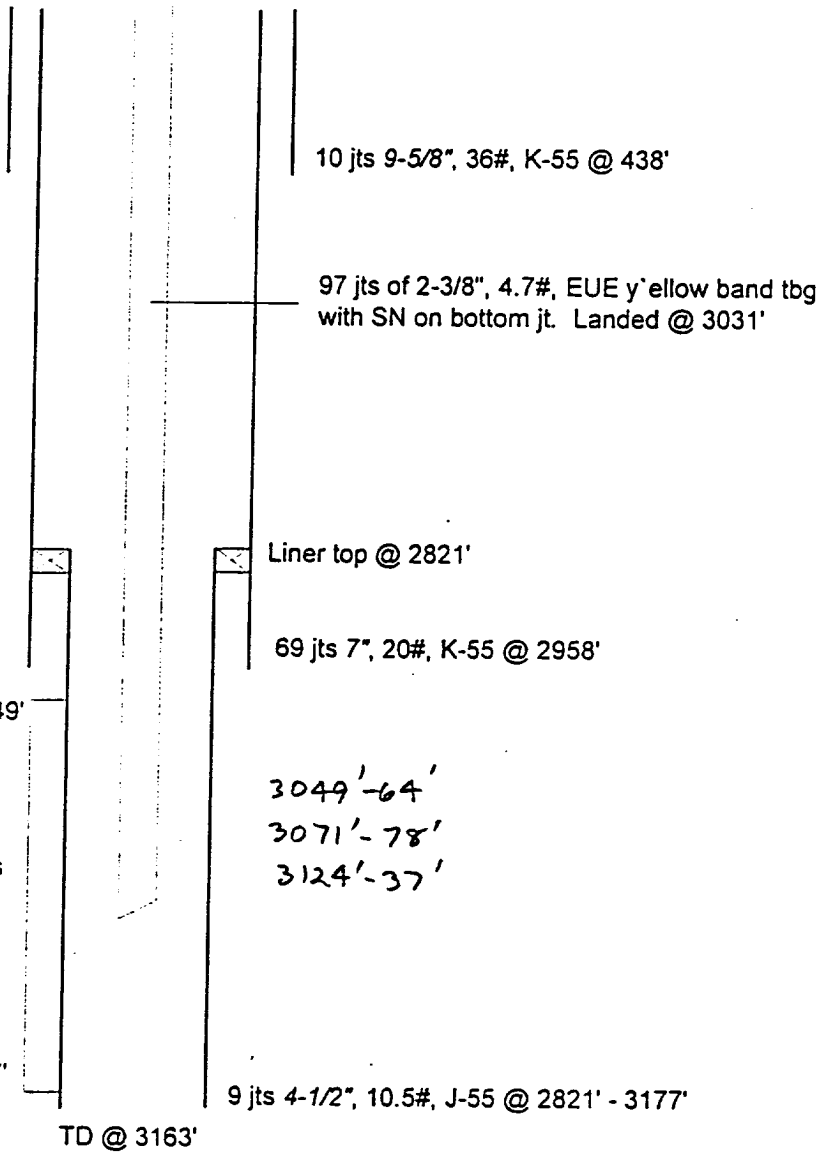 10 jts 9-5/8", 36#, K-55 @ 438'
97 jts of 2-3/8", 4.7#, EUE y`ellow band tbg
with SN on bottom jt. Landed @ 3031'
Liner top @ 2821'
69 jts 7", 20#, K-55 @ 2958'
49'
3049'-64'
3071'-78'
3124'-37'
9 jts 4-1/2", 10.5#, J-55 @ 2821' - 3177'
TD @ 3163'